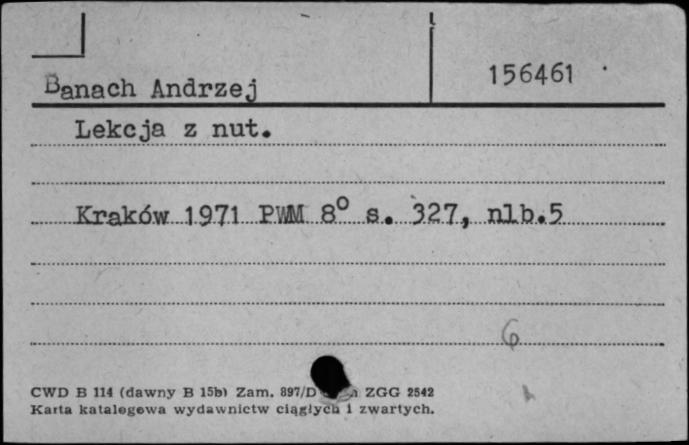 Banach Andrzej
156461
Lekcja z nut.
Kraków 1971 PWM 8° s. 327, nlb.5
6
CWD B 114 (dawny B 15b) Zam. 897/D ZGG 2542
Karta katalogowa wydawnictw ciągłych i zwartych.